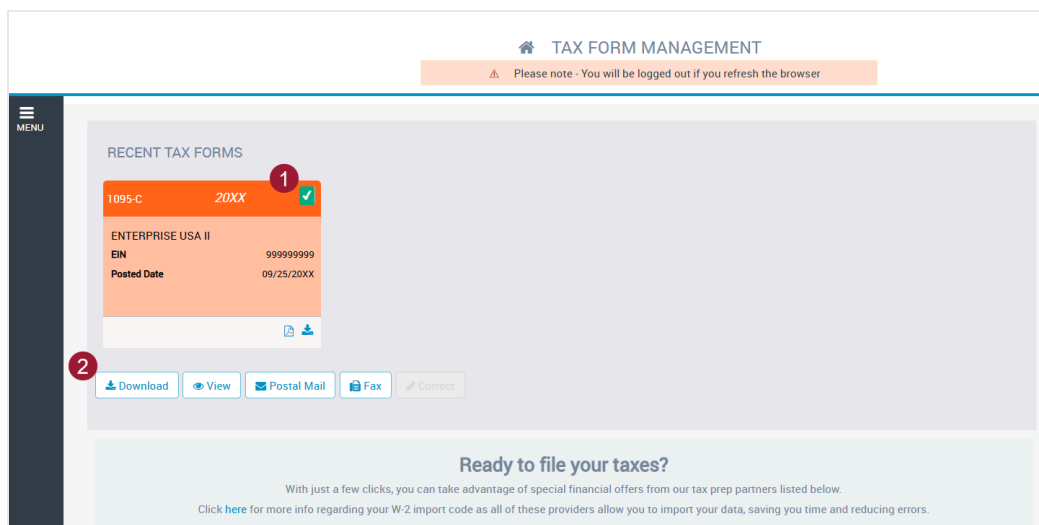 TAX FORM MANAGEMENT
Please note - You will be logged out if you refresh the browser
MENU
RECENT TAX FORMS
1
1095-C 20XX
ENTERPRISE USA II
EIN 999999999
Posted Date 09/25/20XX
2
Download View Postal Mail Fax Correct
Ready to file your taxes?
With just a few clicks, you can take advantage of special financial offers from our tax prep partners listed below.
Click here for more info regarding your W-2 import code as all of these providers allow you to import your data, saving you time and reducing errors.